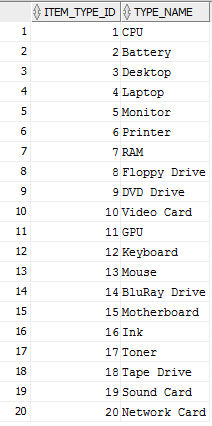 ITEM_TYPE_ID TYPE_NAME
1 1 CPU
2 2 Battery
3 3 Desktop
4 4 Laptop
5 5 Monitor
6 6 Printer
7 7 RAM
8 8 Floppy Drive
9 9 DVD Drive
10 10 Video Card
11 11 GPU
12 12 Keyboard
13 13 Mouse
14 14 BluRay Drive
15 15 Motherboard
16 16 Ink
17 17 Toner
18 18 Tape Drive
19 19 Sound Card
20 20 Network Card